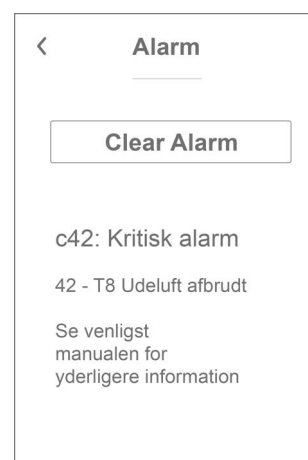 Alarm
Clear Alarm
c42: Kritisk alarm
42 - T8 Udeluft afbrudt
Se venligst
manualen for
yderligere information